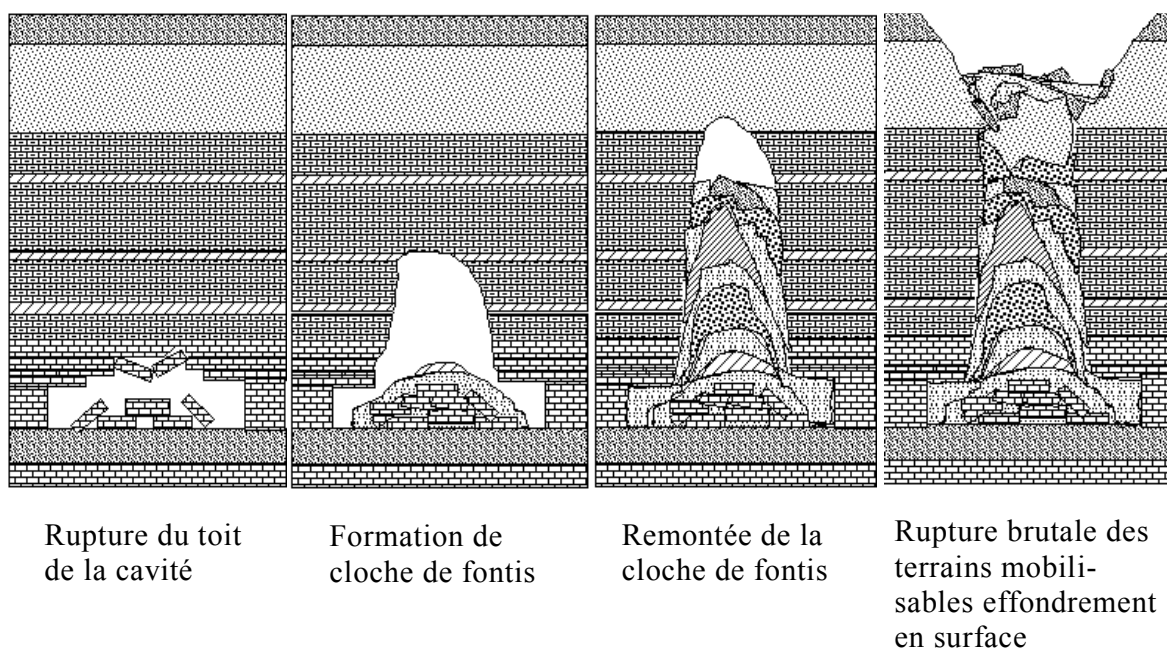 Rupture du toit
de la cavité
Formation de
cloche de fontis
Remontée de la
cloche de fontis
Rupture brutale des
terrains mobili-
sables effondrement
en surface